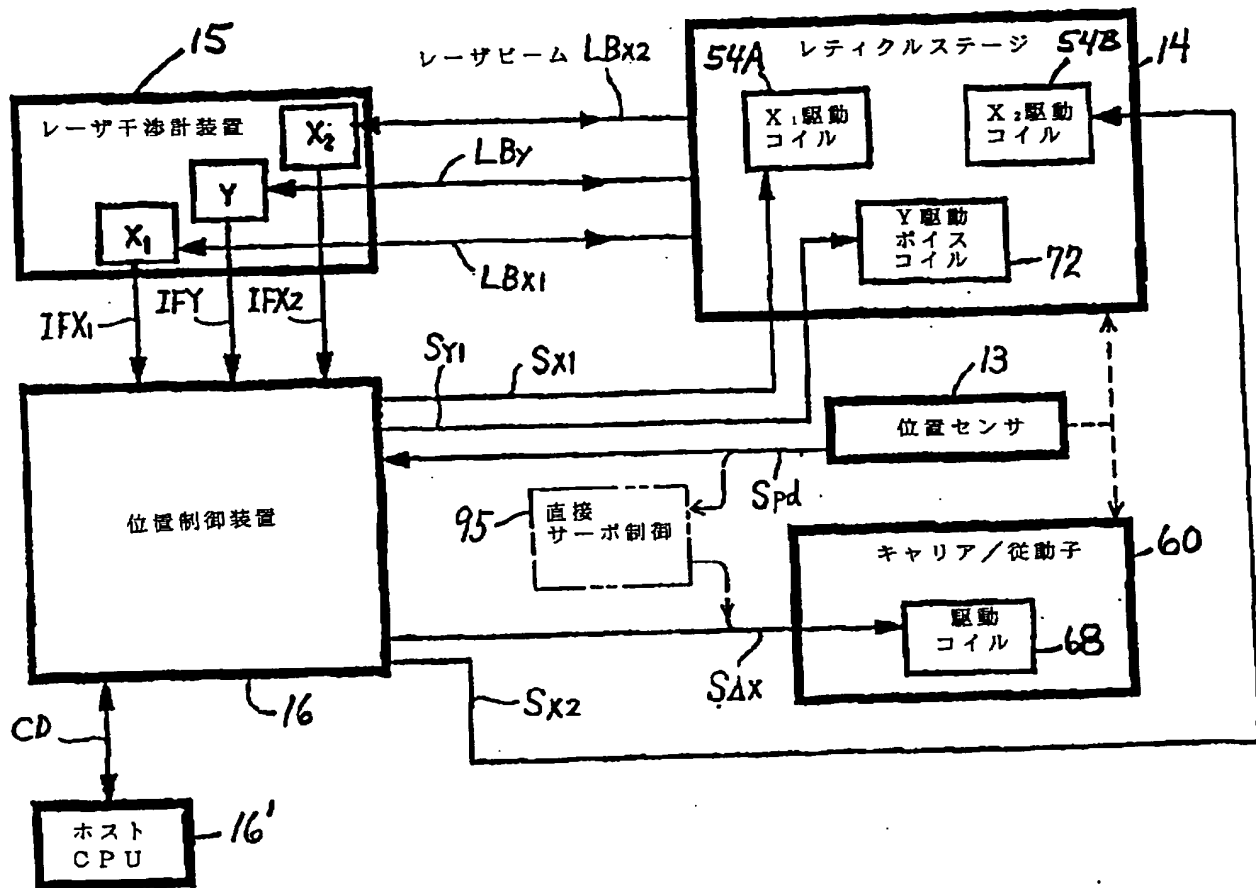 15
レーザ干渉計装置
X2
Y
X1
レーザビーム LBX2
LBY
LBX1
レティクルステージ
54A
54B
14
X1駆動
コイル
X2駆動
コイル
Y駆動
ボイス
コイル
72
IFX1
IFY
IFX2
SY1
SX1
13
位置センサ
Spd
位置制御装置
95
直接
サーボ制御
キャリア/従動子
60
駆動
コイル
68
SΔX
SX2
16
CD
ホスト
CPU
16'